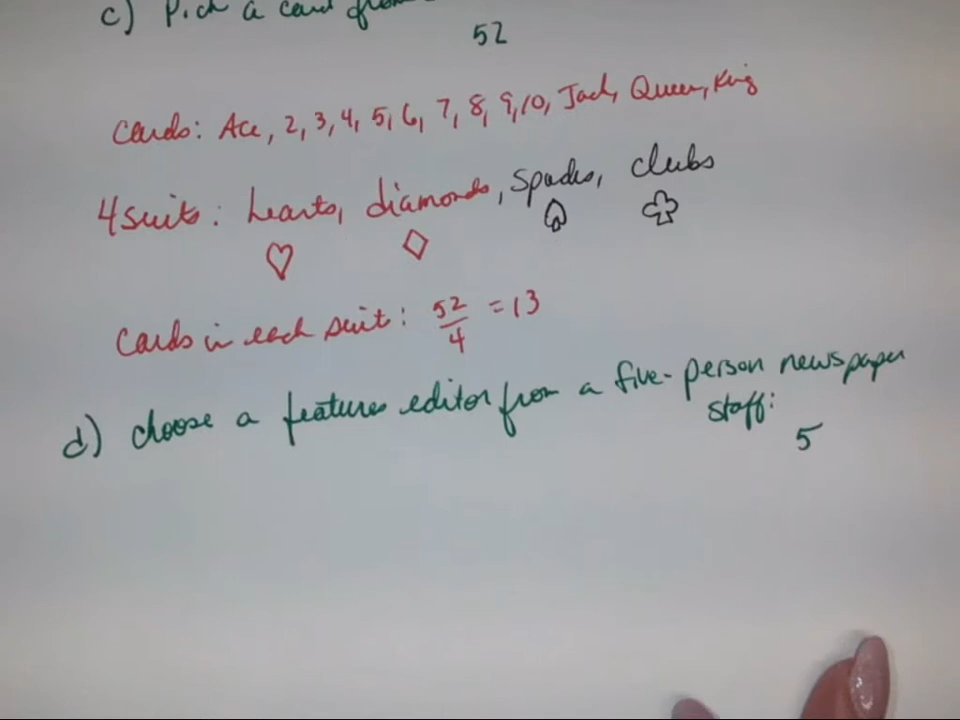 c) Pick a card from
52
Cards: Ace, 2, 3, 4, 5, 6, 7, 8, 9, 10, Jack, Queen, King
4 suits: hearts, diamonds, spades, clubs
cards in each suit: 52/4 = 13
d) choose a features editor from a five-person newspaper
staff:
5